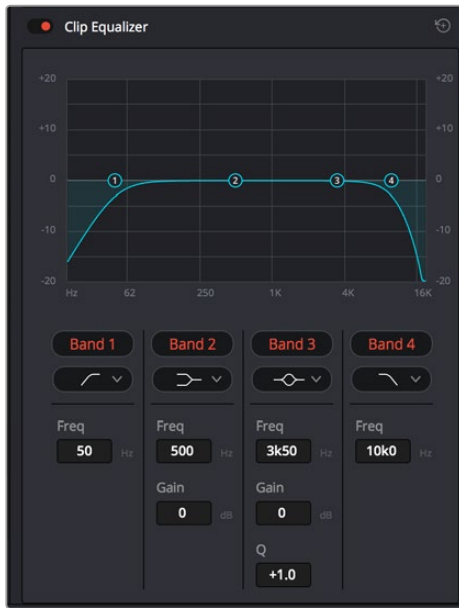 Clip Equalizer
+20 +20
+10 +10
0 1 2 3 4 0
-10 -10
-20 -20
Hz 62 250 1K 4K 16K
Band 1 Band 2 Band 3 Band 4
Freq Freq Freq Freq
50 Hz 500 Hz 3k50 Hz 10k0 Hz
Gain Gain
0 dB 0 dB
Q
+1.0